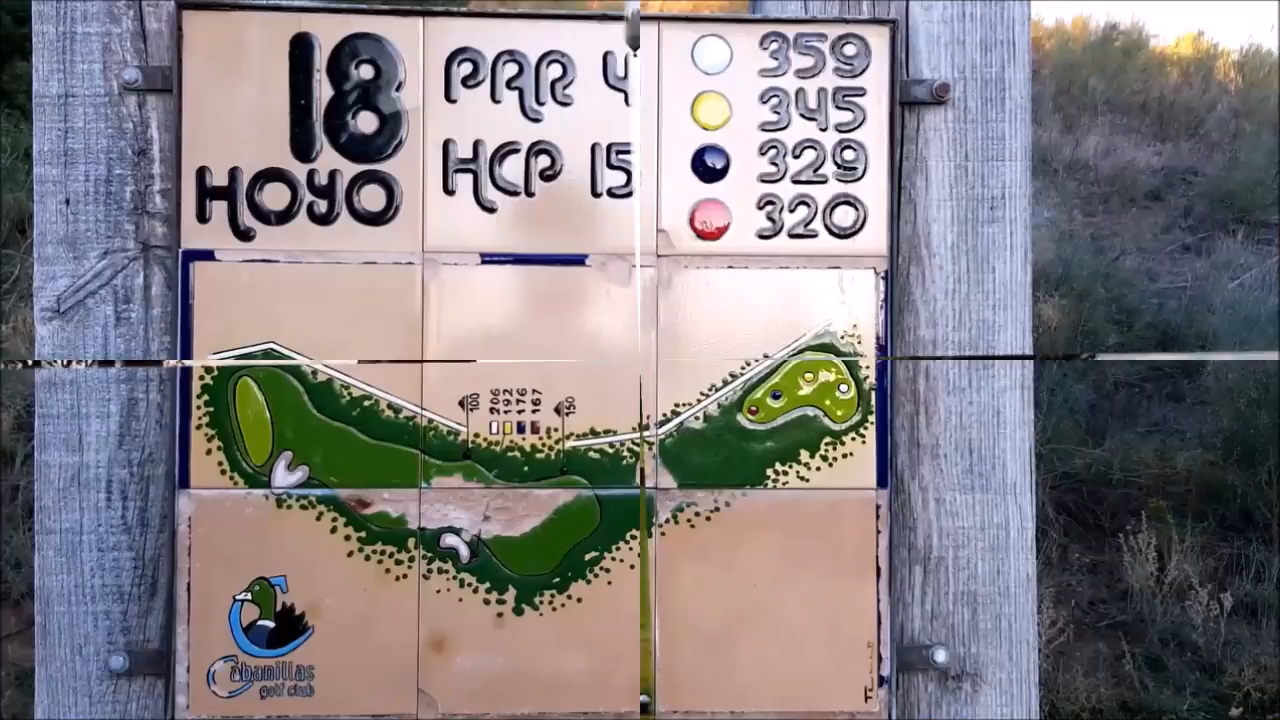 18
HOYO
PAR 4
HCP 15
359
345
329
320
100
206
192
176
167
150
Cabanillas
golf club